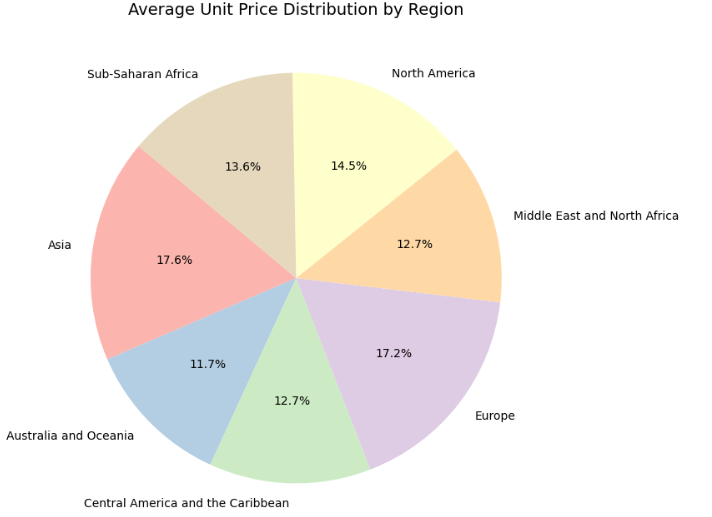 Average Unit Price Distribution by Region
Sub-Saharan Africa
North America
13.6%
14.5%
Middle East and North Africa
12.7%
Asia
17.6%
17.2%
11.7%
12.7%
Europe
Australia and Oceania
Central America and the Caribbean